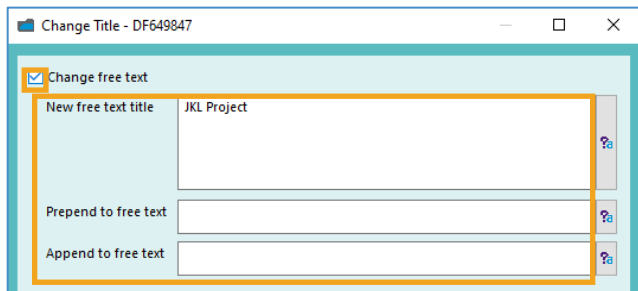 Change Title - DF649847
Change free text
New free text title
JKL Project
?a
Prepend to free text
?a
Append to free text
?a